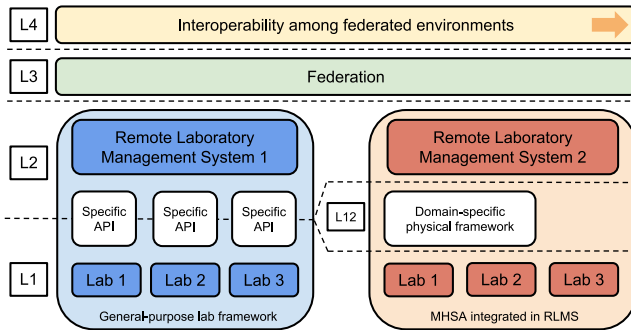 L4
Interoperability among federated environments
L3
Federation
L2
Remote Laboratory
Management System 1
Remote Laboratory
Management System 2
Specific
API
Specific
API
Specific
API
L12
Domain-specific
physical framework
L1
Lab 1
Lab 2
Lab 3
Lab 1
Lab 2
Lab 3
General-purpose lab framework
MHSA integrated in RLMS